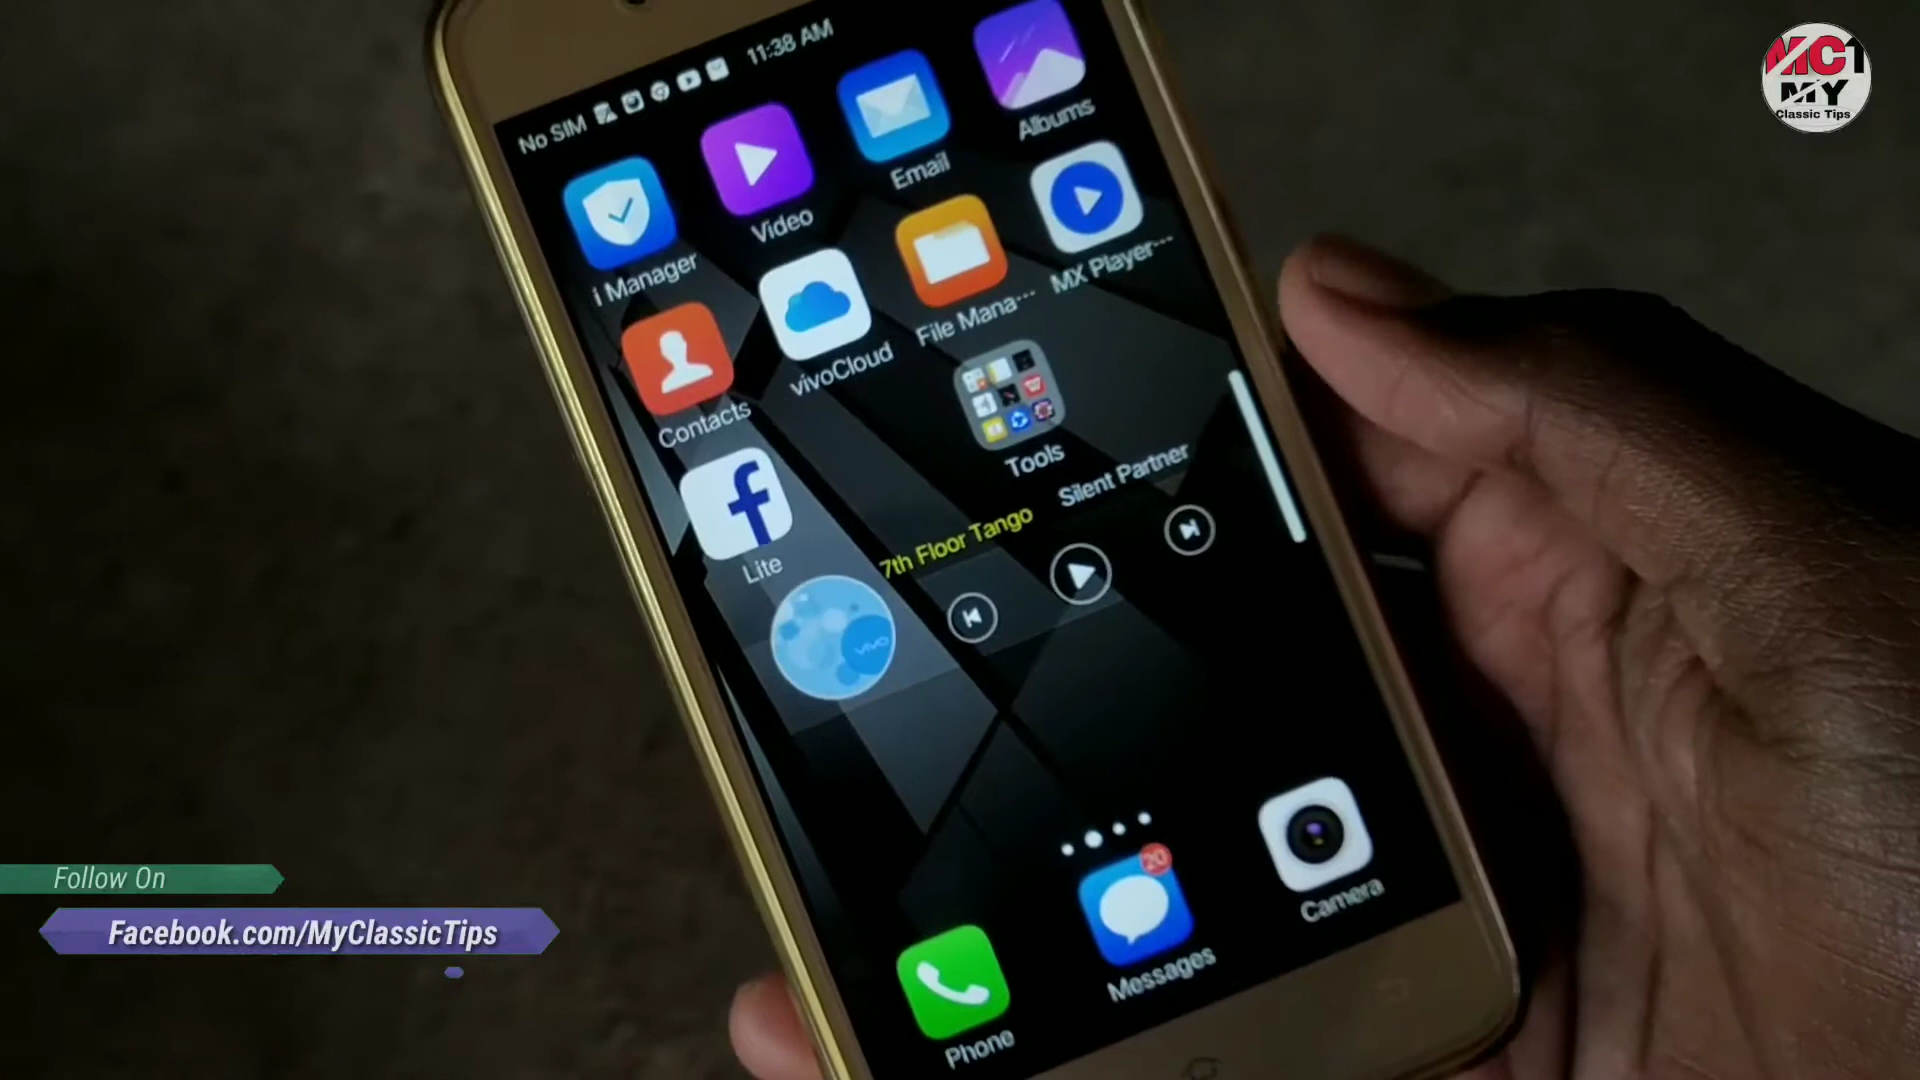 MC1
MY
Classic Tips
No SIM
11:38 AM
i Manager
Video
Email
Albums
Contacts
vivoCloud
File Mana...
MX Player...
Lite
Tools
7th Floor Tango
Silent Partner
vivo
20
Phone
Messages
Camera
Follow On
Facebook.com/MyClassicTips